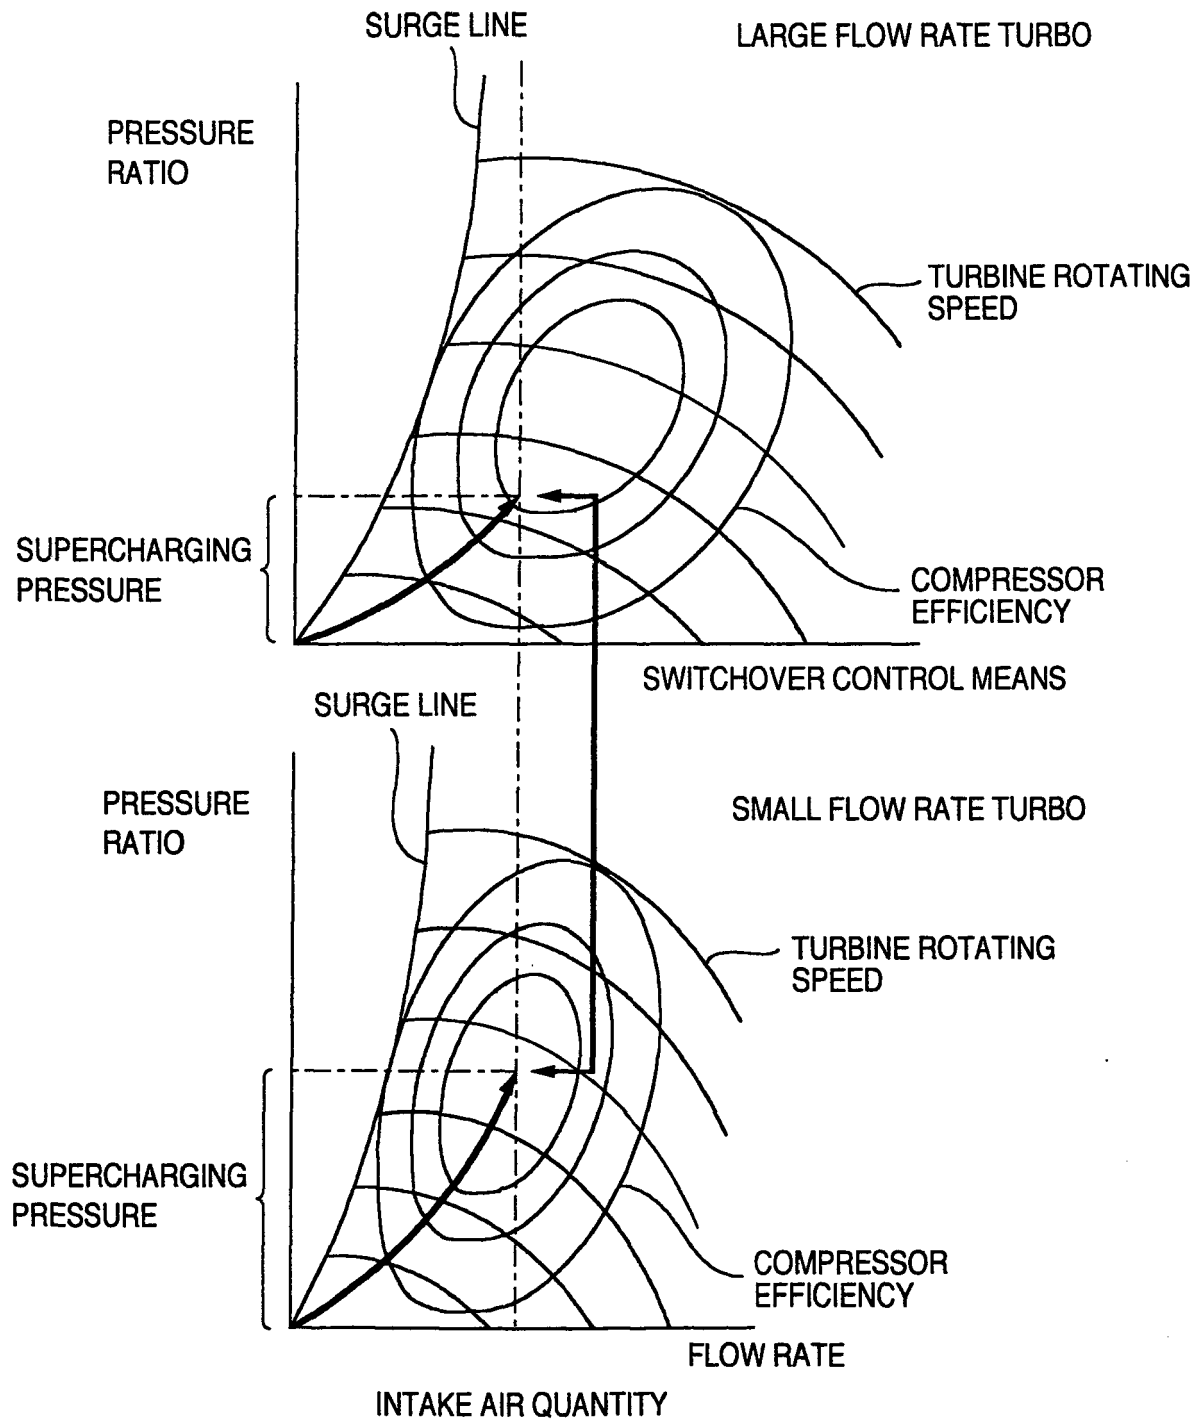 SURGE LINE
LARGE FLOW RATE TURBO
PRESSURE
RATIO
TURBINE ROTATING
SPEED
SUPERCHARGING
PRESSURE
COMPRESSOR
EFFICIENCY
SWITCHOVER CONTROL MEANS
SURGE LINE
PRESSURE
RATIO
SMALL FLOW RATE TURBO
TURBINE ROTATING
SPEED
SUPERCHARGING
PRESSURE
COMPRESSOR
EFFICIENCY
FLOW RATE
INTAKE AIR QUANTITY